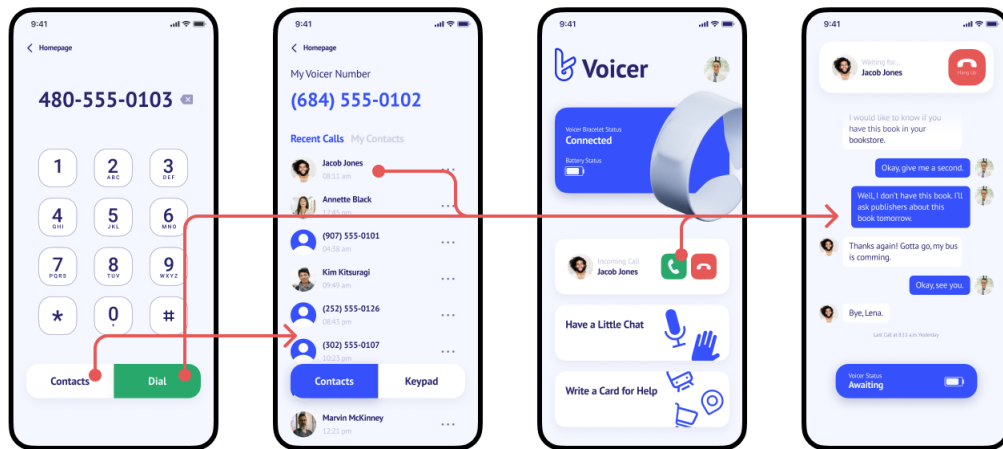 9:41
Homepage
480-555-0103
1
2
ABC
3
DEF
4
GHI
5
JKL
6
MNO
7
PQRS
8
TUV
9
WXYZ
*
0
+
#
Contacts
Dial
9:41
Homepage
My Voicer Number
(684) 555-0102
Recent Calls My Contacts
Jacob Jones
08:11 am
Annette Black
12:45 pm
(907) 555-0101
04:38 am
Kim Kitsuragi
09:49 am
(252) 555-0126
08:43 pm
(302) 555-0107
10:23 pm
Contacts
Keypad
Marvin McKinney
12:21 pm
9:41
Voicer
Voicer Bracelet Status
Connected
Battery Status
Incoming Call
Jacob Jones
Have a Little Chat
Write a Card for Help
9:41
Waiting for...
Jacob Jones
Hang Up
I would like to know if you
have this book in your
bookstore.
Okay, give me a second.
Well, I don't have this book. I'll
ask publishers about this
book tomorrow.
Thanks again! Gotta go, my bus
is comming.
Okay, see you.
Bye, Lena.
Last Call at 8:13 a.m Yesterday
Voicer Status
Awaiting